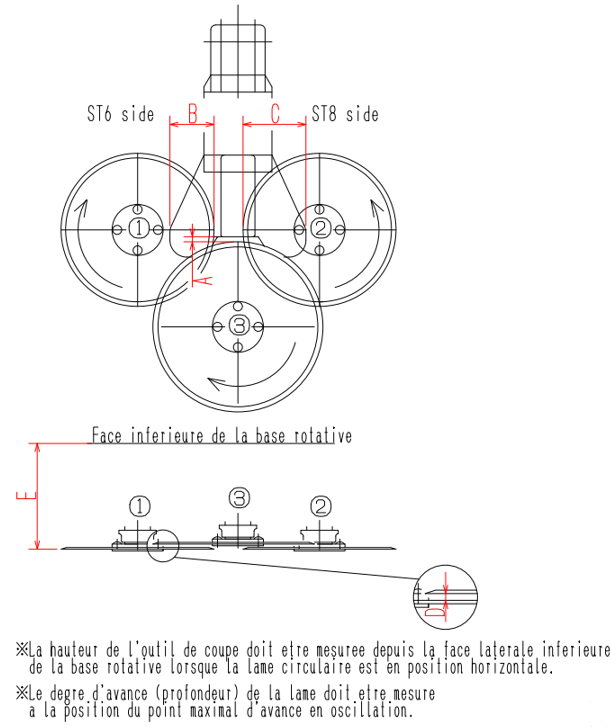 ST6 side
B
C
ST8 side
1
2
A
3
Face inferieure de la base rotative
E
1
3
2
D
※La hauteur de l'outil de coupe doit etre mesuree depuis la face laterale inferieure
de la base rotative lorsque la lame circulaire est en position horizontale.
※Le degre d'avance (profondeur) de la lame doit etre mesure
a la position du point maximal d'avance en oscillation.